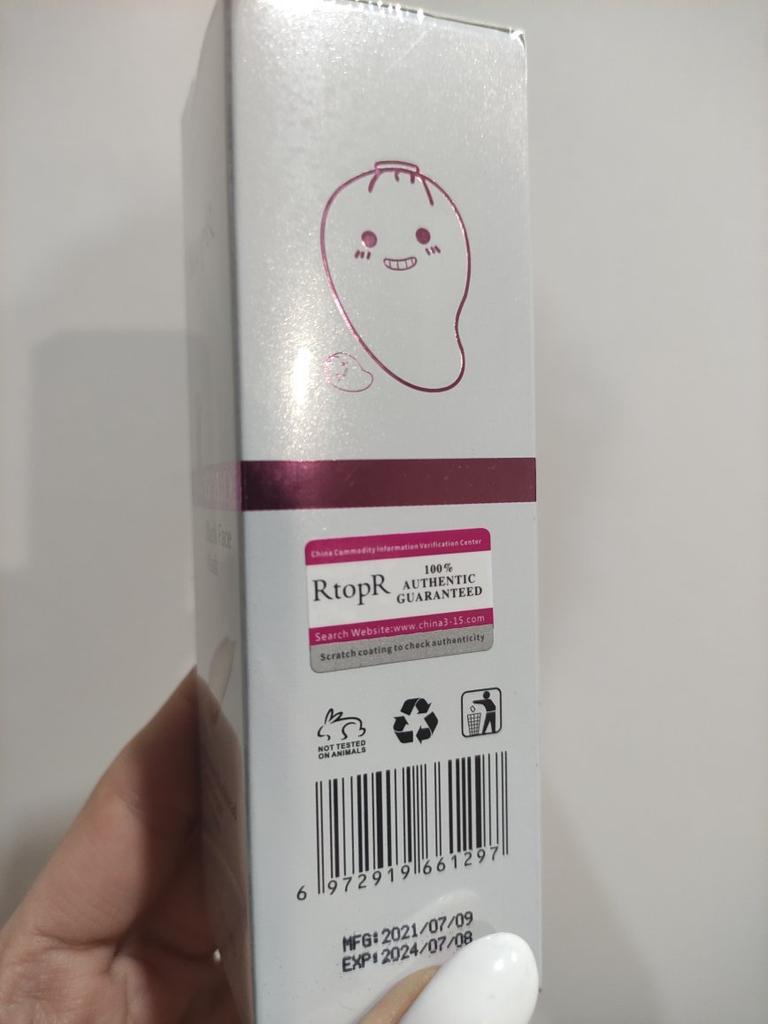 China Commodity Information Verification Center
RtopR
100%
AUTHENTIC
GUARANTEED
Search Website:www.china3-15.com
Scratch coating to check authenticity
NOT TESTED
ON ANIMALS
6 972919 661297
MFG:2021/07/09
EXP:2024/07/08